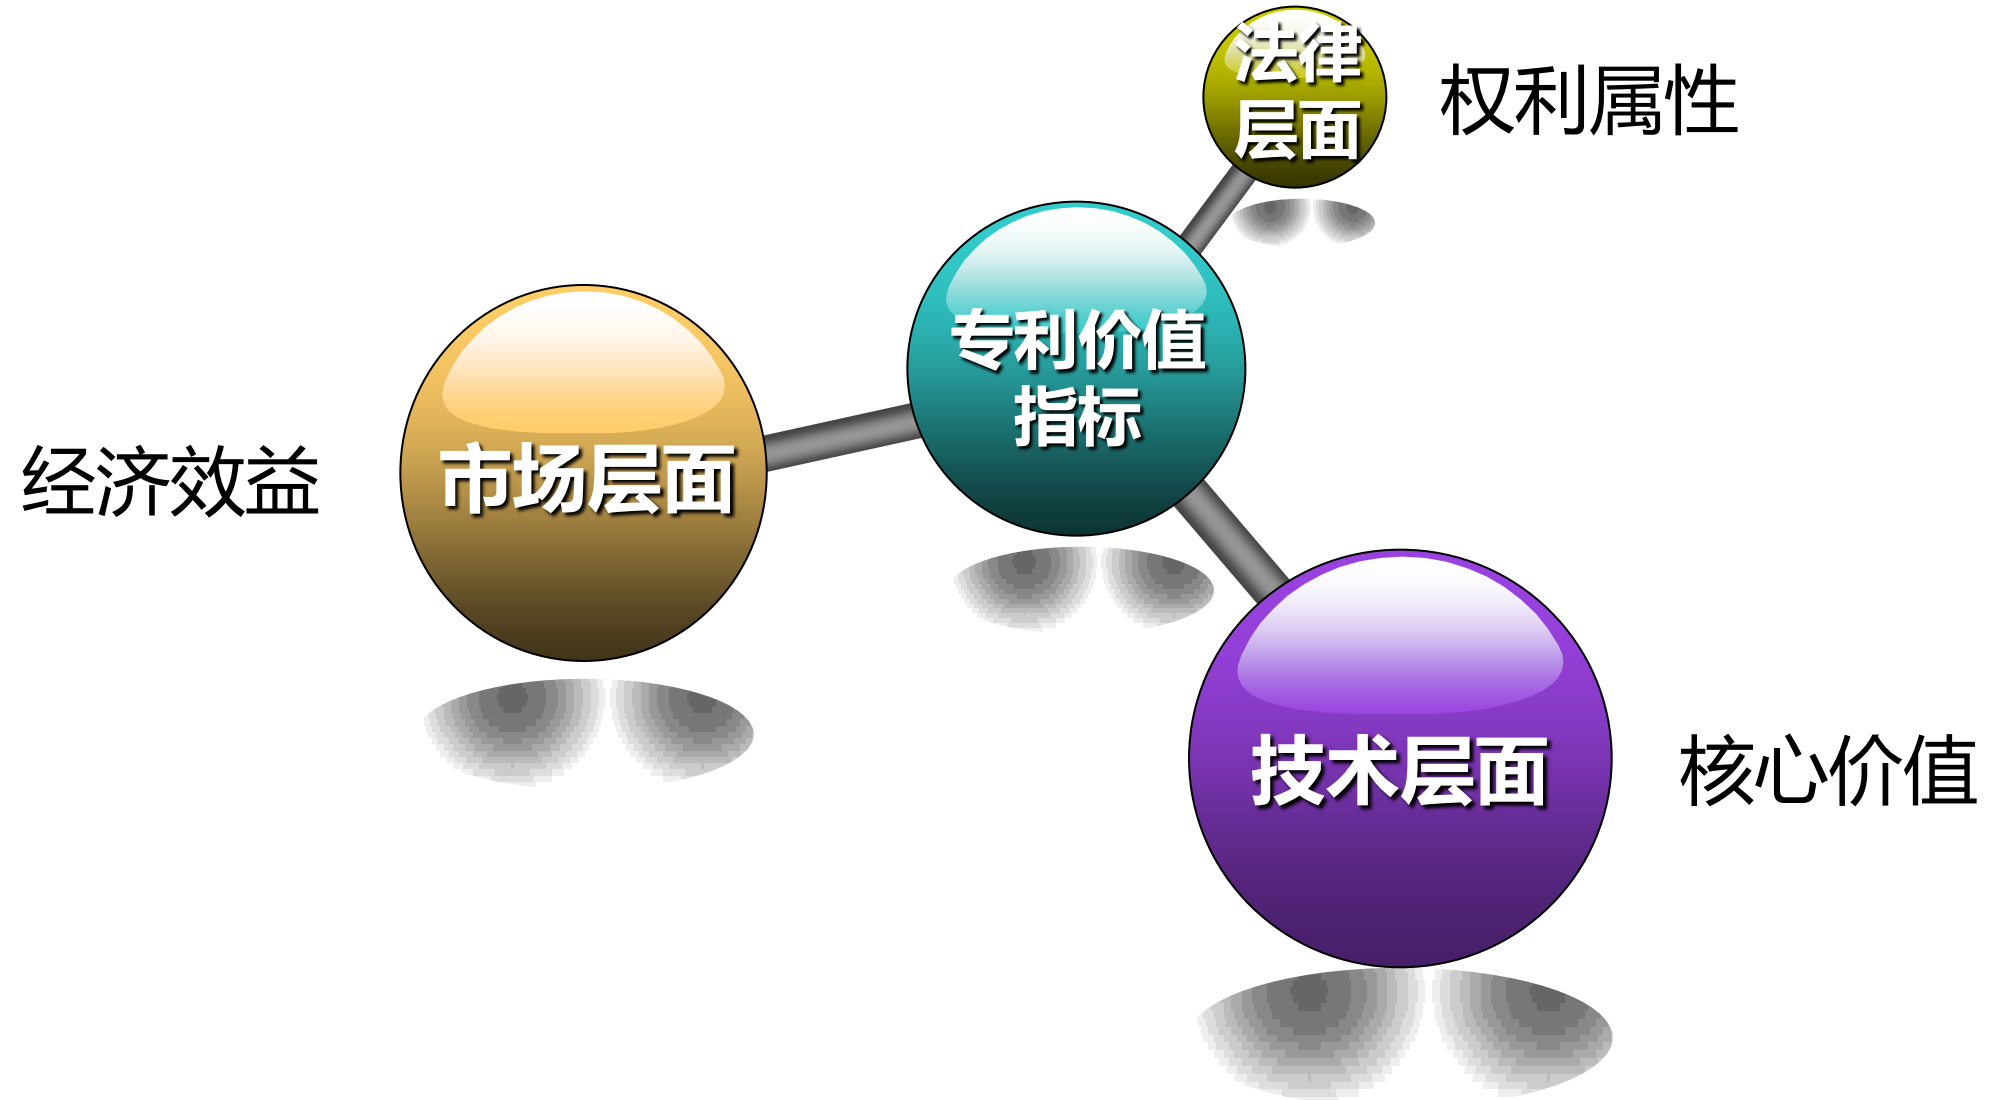 法律
层面
权利属性
专利价值
指标
经济效益
市场层面
技术层面
核心价值